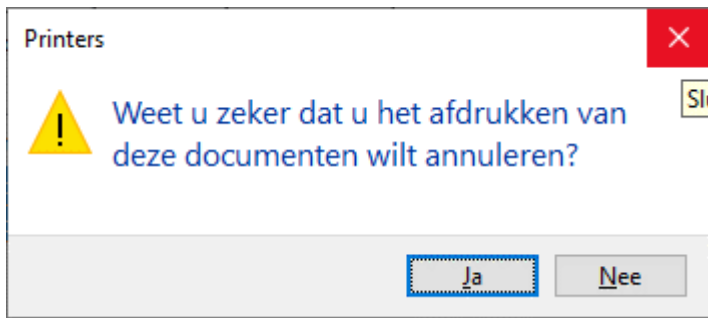 Printers
Weet u zeker dat u het afdrukken van
deze documenten wilt annuleren?
Ja
Nee